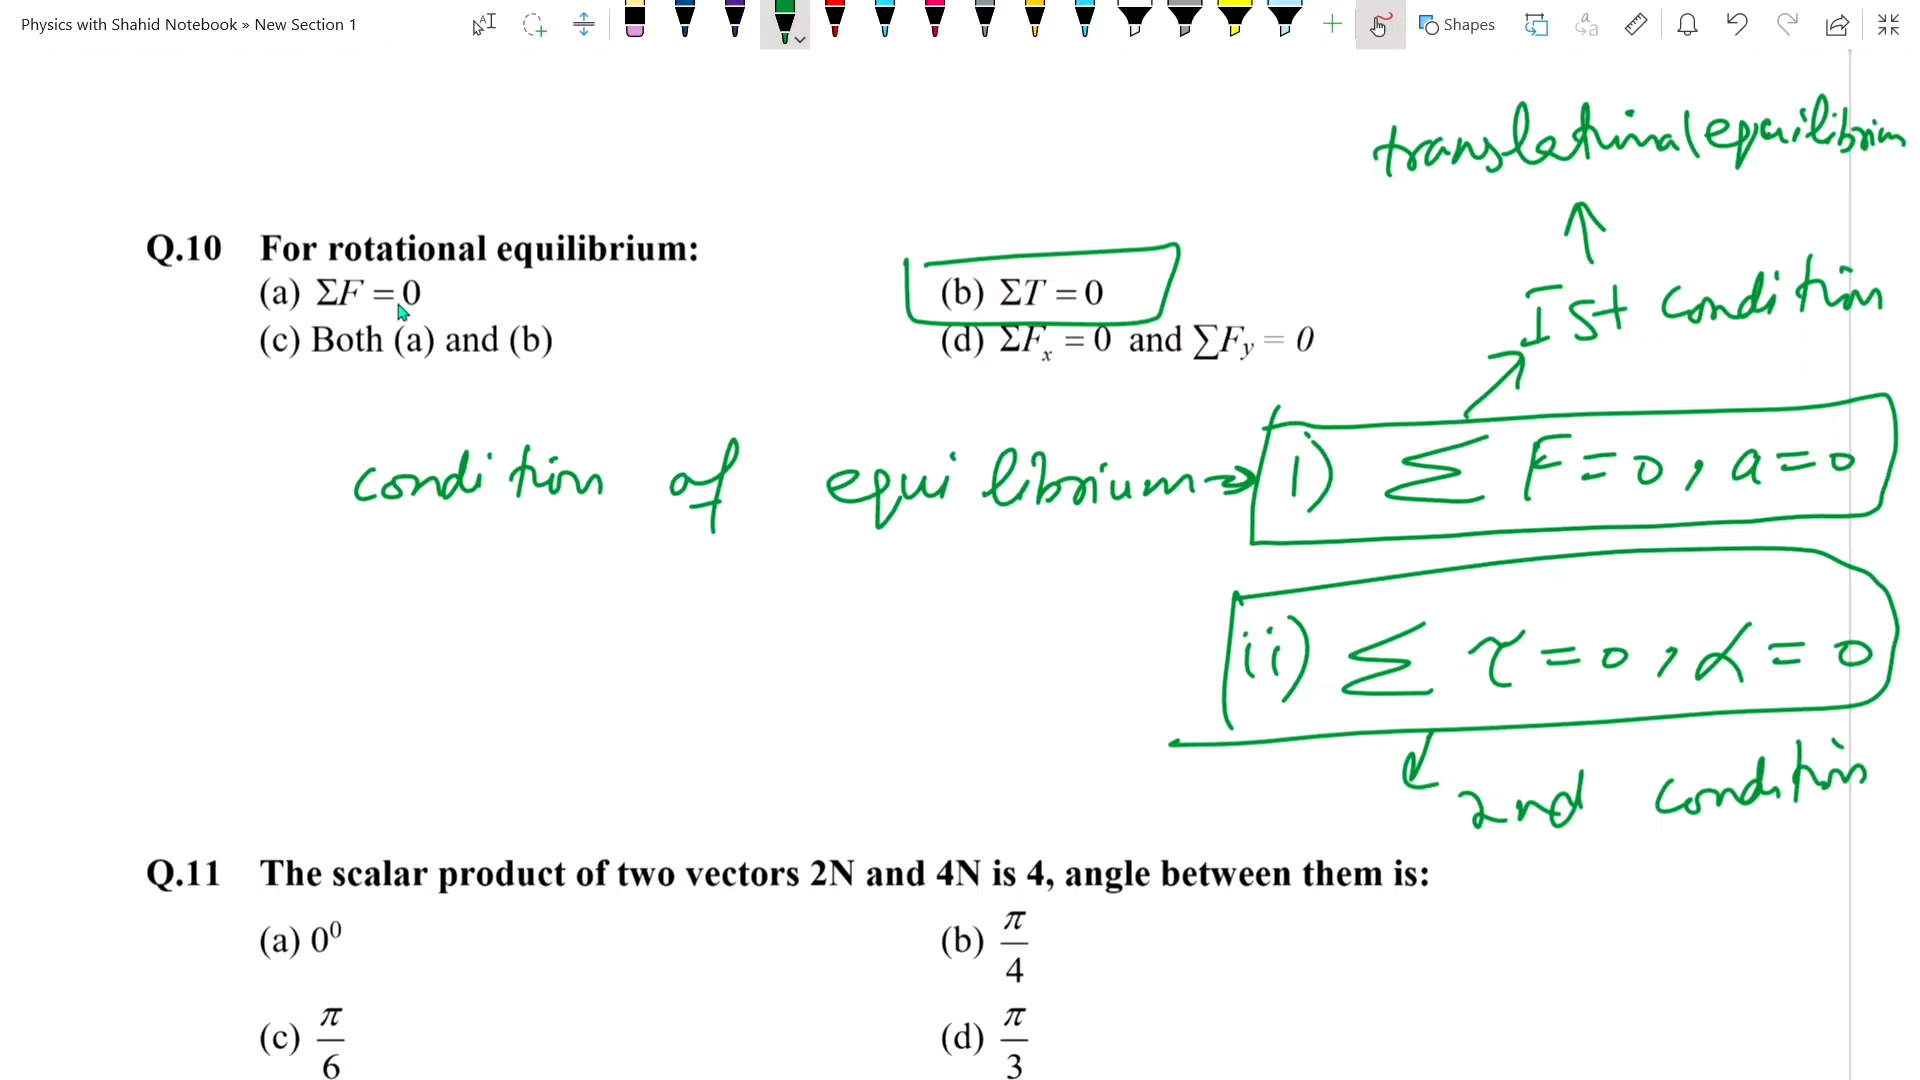 Physics with Shahid Notebook » New Section 1
Shapes
translational equilibrium
Q.10 For rotational equilibrium:
(a) ΣF = 0
(b) ΣT = 0
Ist condition
(c) Both (a) and (b)
(d) ΣFₓ = 0 and ∑Fy = 0
condition of equilibrium → i) Σ F = 0, a = 0
ii) Σ τ = 0, α = 0
2nd condition
Q.11 The scalar product of two vectors 2N and 4N is 4, angle between them is:
(a) 0⁰
(b) π/4
(c) π/6
(d) π/3